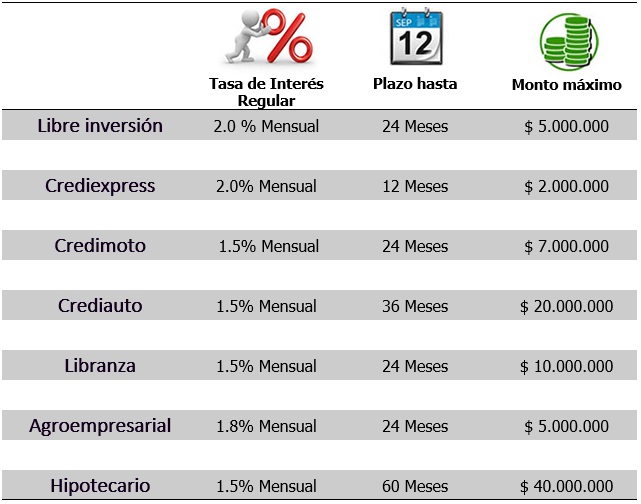 SEP
12
Tasa de Interés Regular
Plazo hasta
Monto máximo
Libre inversión 2.0 % Mensual 24 Meses $ 5.000.000
Crediexpress 2.0% Mensual 12 Meses $ 2.000.000
Credimoto 1.5% Mensual 24 Meses $ 7.000.000
Crediauto 1.5% Mensual 36 Meses $ 20.000.000
Libranza 1.5% Mensual 24 Meses $ 10.000.000
Agroempresarial 1.8% Mensual 24 Meses $ 5.000.000
Hipotecario 1.5% Mensual 60 Meses $ 40.000.000